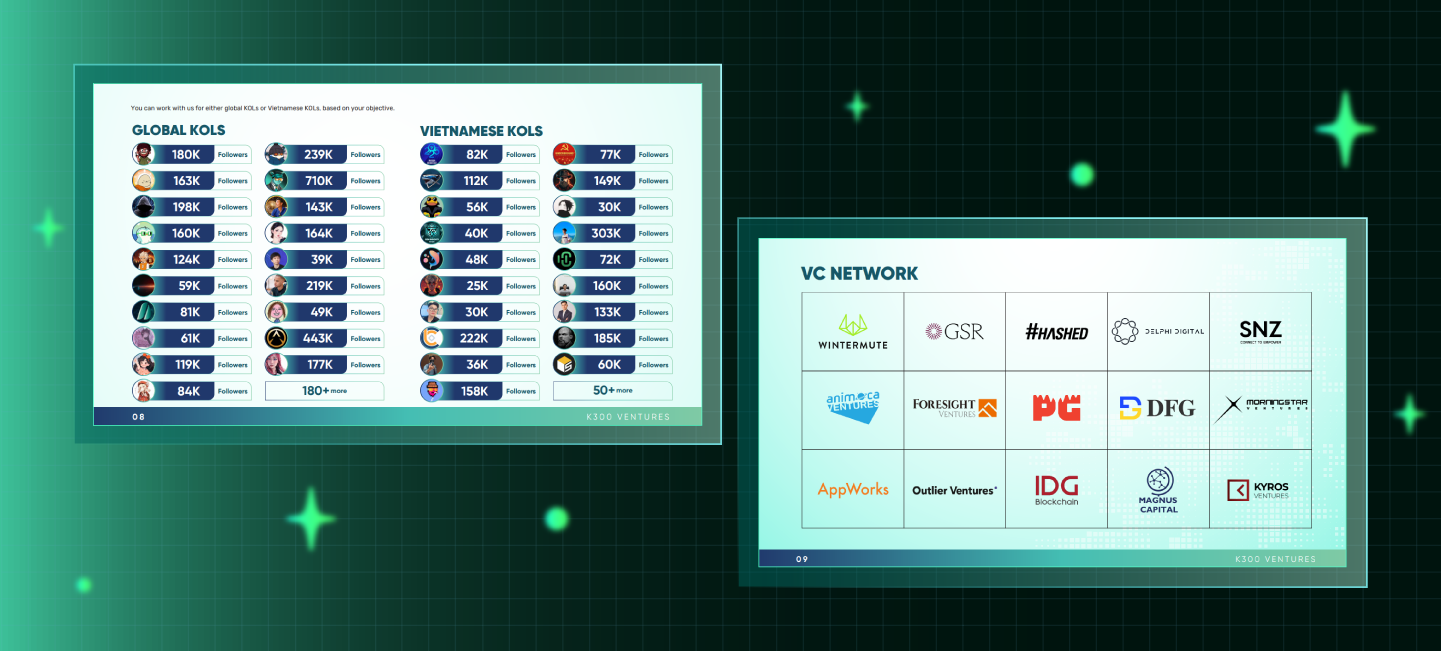 You can work with us for either global KOLs or Vietnamese KOLs, based on your objective.
GLOBAL KOLS
180K Followers 239K Followers
163K Followers 710K Followers
198K Followers 143K Followers
160K Followers 164K Followers
124K Followers 39K Followers
59K Followers 219K Followers
81K Followers 49K Followers
61K Followers 443K Followers
119K Followers 177K Followers
84K Followers 180+ more
VIETNAMESE KOLS
82K Followers 77K Followers
112K Followers 149K Followers
56K Followers 30K Followers
40K Followers 303K Followers
48K Followers 72K Followers
25K Followers 160K Followers
30K Followers 133K Followers
222K Followers 185K Followers
36K Followers 60K Followers
158K Followers 50+ more
08 K300 VENTURES
VC NETWORK
WINTERMUTE
GSR
#HASHED
DELPHI DIGITAL
SNZ
CONNECT TO EMPOWER
animoca
VENTURES
FORESIGHT
VENTURES
PG
DFG
MORNINGSTAR
VENTURES
AppWorks
Outlier Ventures
IDG
Blockchain
MAGNUS
CAPITAL
KYROS
VENTURES
09 K300 VENTURES